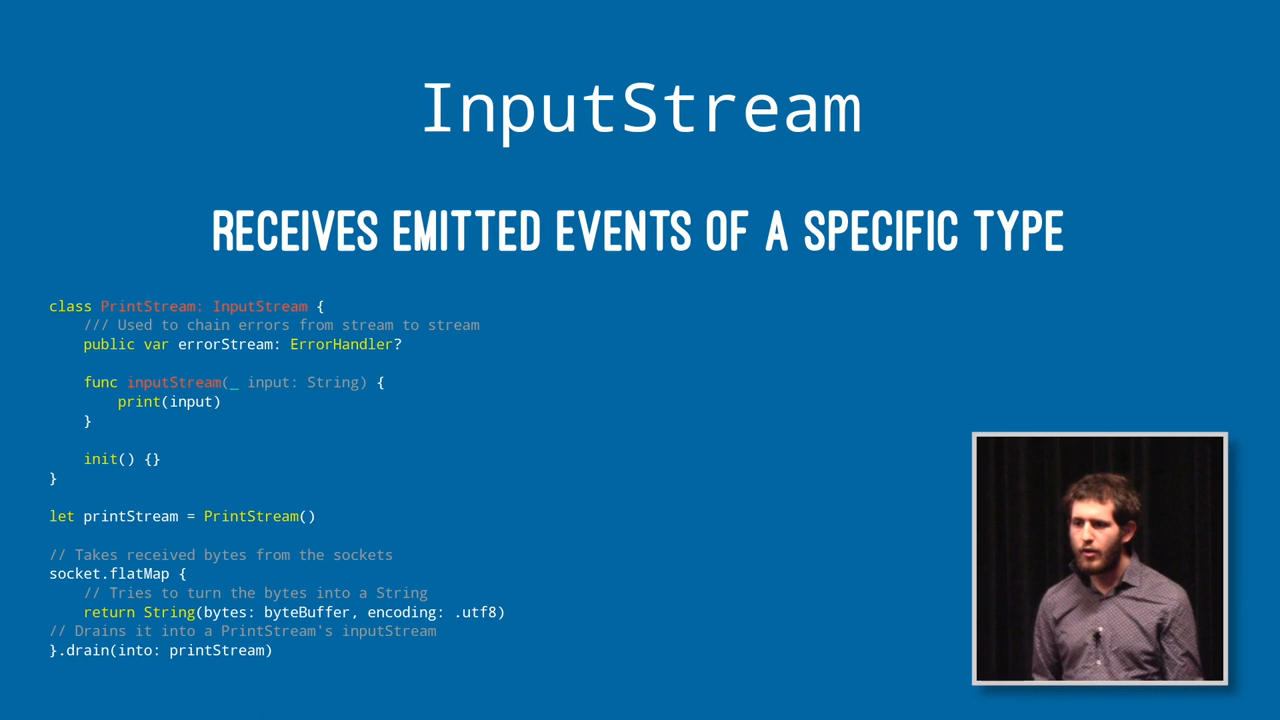 InputStream
RECEIVES EMITTED EVENTS OF A SPECIFIC TYPE
class PrintStream: InputStream {
    /// Used to chain errors from stream to stream
    public var errorStream: ErrorHandler?

    func inputStream(_ input: String) {
        print(input)
    }

    init() {}
}

let printStream = PrintStream()

// Takes received bytes from the sockets
socket.flatMap {
    // Tries to turn the bytes into a String
    return String(bytes: byteBuffer, encoding: .utf8)
// Drains it into a PrintStream's inputStream
}.drain(into: printStream)